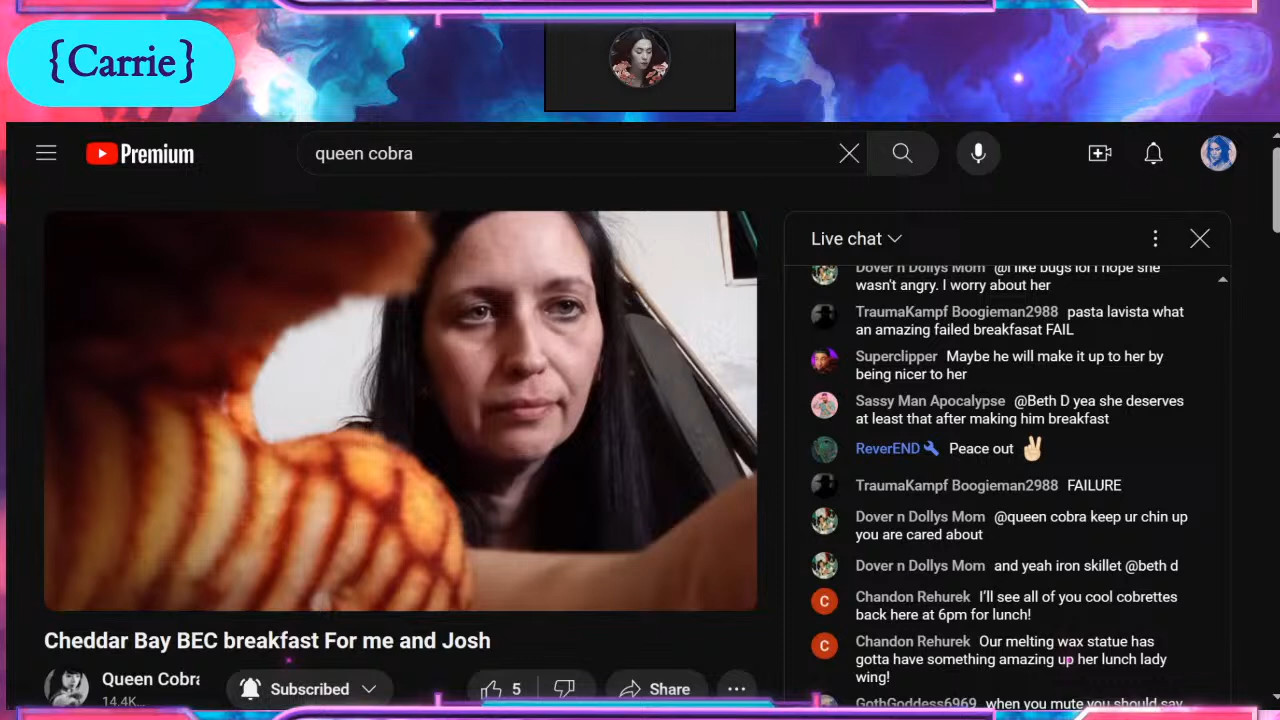 {Carrie}
Premium
queen cobra
Live chat
Dover n Dollys Mom @i like bugs lol i hope she
wasn't angry. I worry about her
TraumaKampf Boogieman2988 pasta lavista what
an amazing failed breakfasat FAIL
Superclipper Maybe he will make it up to her by
being nicer to her
Sassy Man Apocalypse @Beth D yea she deserves
at least that after making him breakfast
ReverEND Peace out
TraumaKampf Boogieman2988 FAILURE
Dover n Dollys Mom @queen cobra keep ur chin up
you are cared about
Dover n Dollys Mom and yeah iron skillet @beth d
C Chandon Rehurek I'll see all of you cool cobrettes
back here at 6pm for lunch!
C Chandon Rehurek Our melting wax statue has
gotta have something amazing up her lunch lady
wing!
GothGoddess6969 when you mute you should say
Cheddar Bay BEC breakfast For me and Josh
Queen Cobra
14.4K...
Subscribed
5
Share